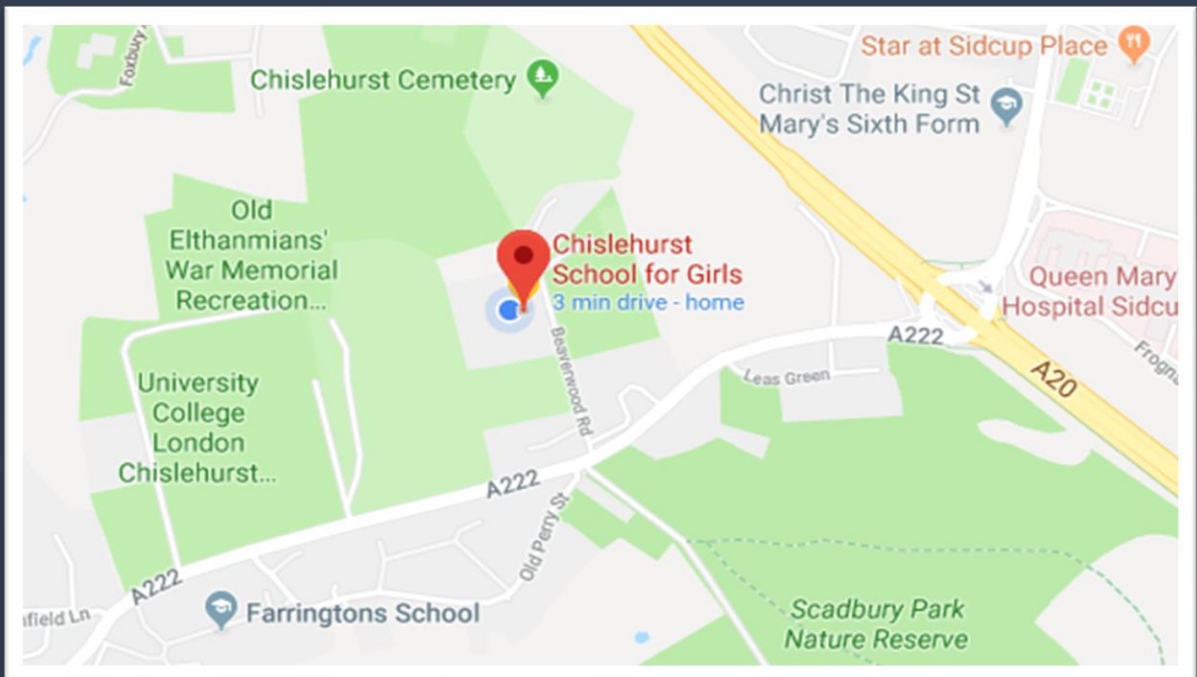 Foxbury
Chislehurst Cemetery
Star at Sidcup Place
Christ The King St
Mary's Sixth Form
Old
Elthanmians'
War Memorial
Recreation...
Chislehurst
School for Girls
3 min drive - home
Queen Mary
Hospital Sidcu
Beaverwood Rd
A222
Frogna
A20
Leas Green
University
College
London
Chislehurst...
A222
Old Perry St
A222
Farringtons School
field Ln
Scadbury Park
Nature Reserve